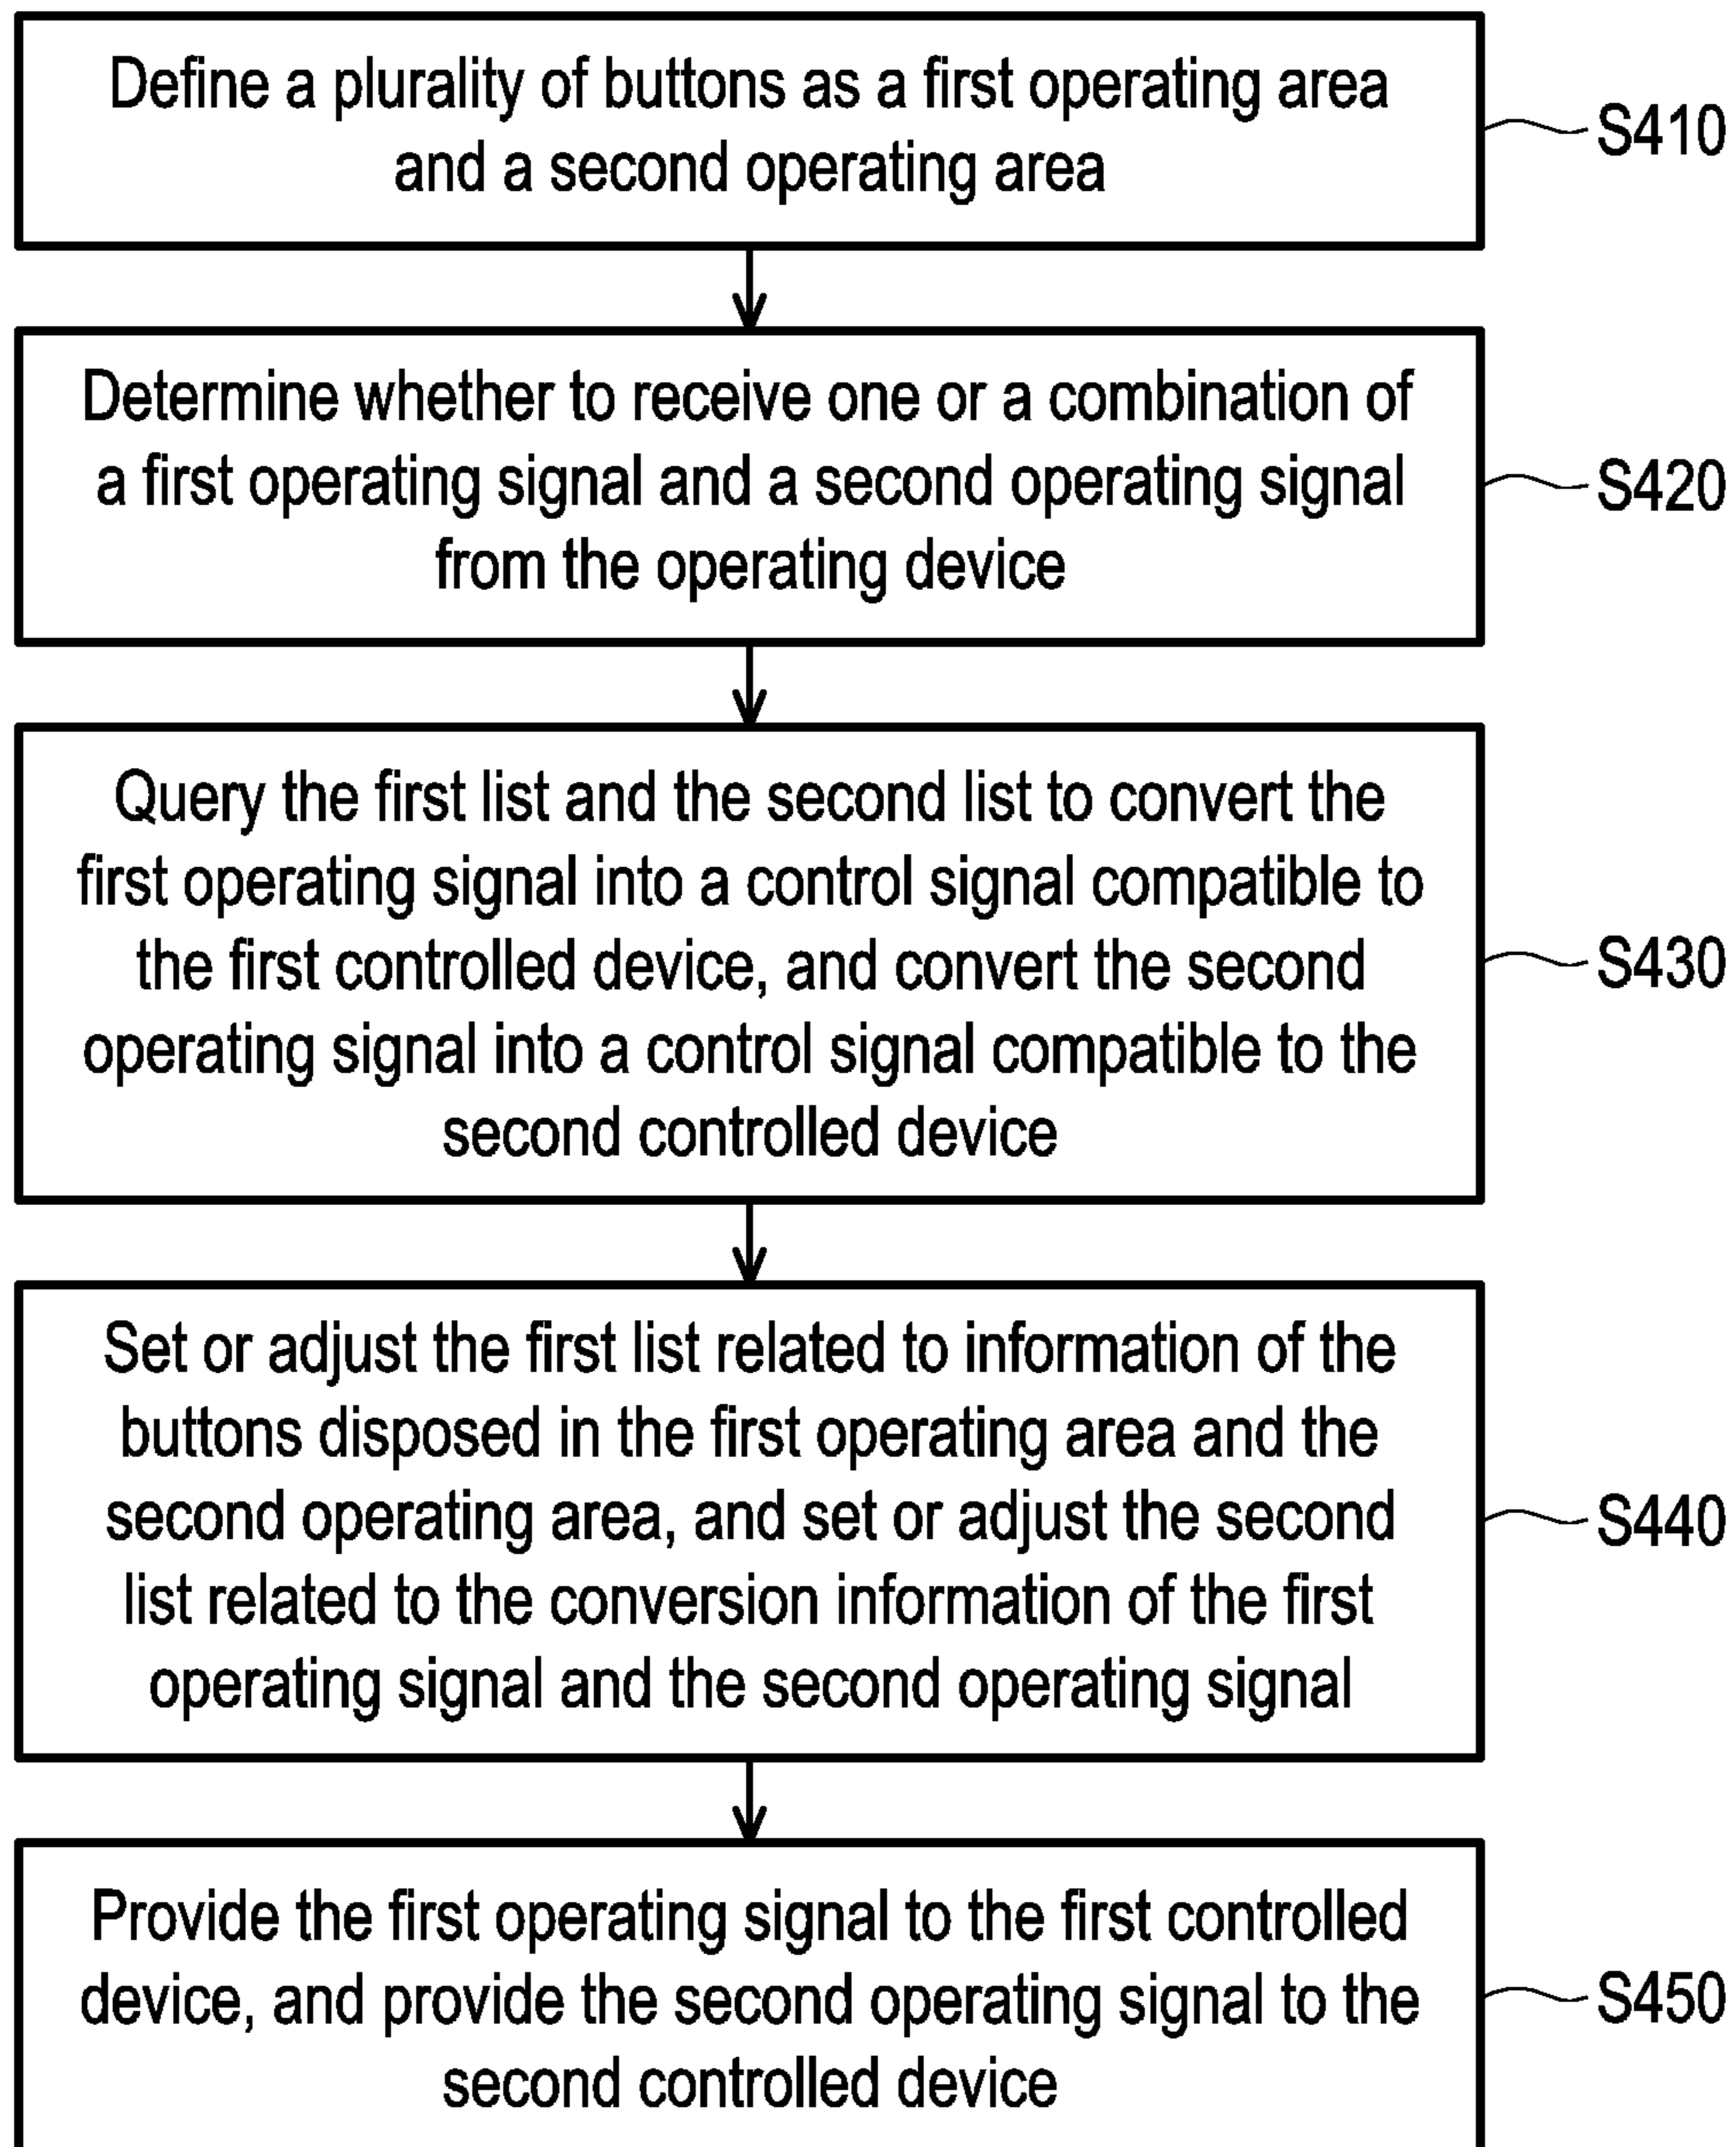 Define a plurality of buttons as a first operating area
and a second operating area
S410
Determine whether to receive one or a combination of
a first operating signal and a second operating signal
from the operating device
S420
Query the first list and the second list to convert the
first operating signal into a control signal compatible to
the first controlled device, and convert the second
operating signal into a control signal compatible to the
second controlled device
S430
Set or adjust the first list related to information of the
buttons disposed in the first operating area and the
second operating area, and set or adjust the second
list related to the conversion information of the first
operating signal and the second operating signal
S440
Provide the first operating signal to the first controlled
device, and provide the second operating signal to the
second controlled device
S450